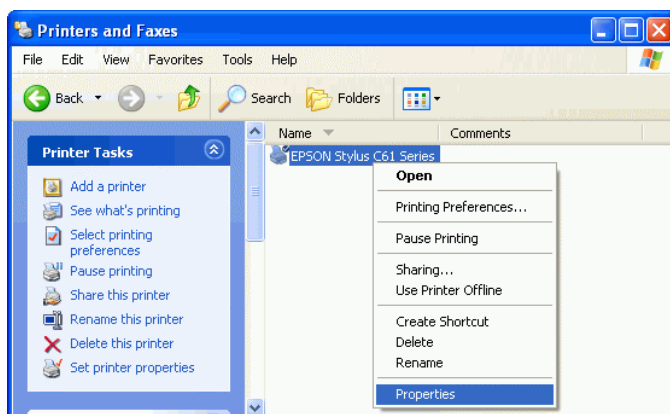 Printers and Faxes
File Edit View Favorites Tools Help
Back Search Folders
Name Comments
Printer Tasks
Add a printer
See what's printing
Select printing
preferences
Pause printing
Share this printer
Rename this printer
Delete this printer
Set printer properties
EPSON Stylus C61 Series
Open
Printing Preferences...
Pause Printing
Sharing...
Use Printer Offline
Create Shortcut
Delete
Rename
Properties